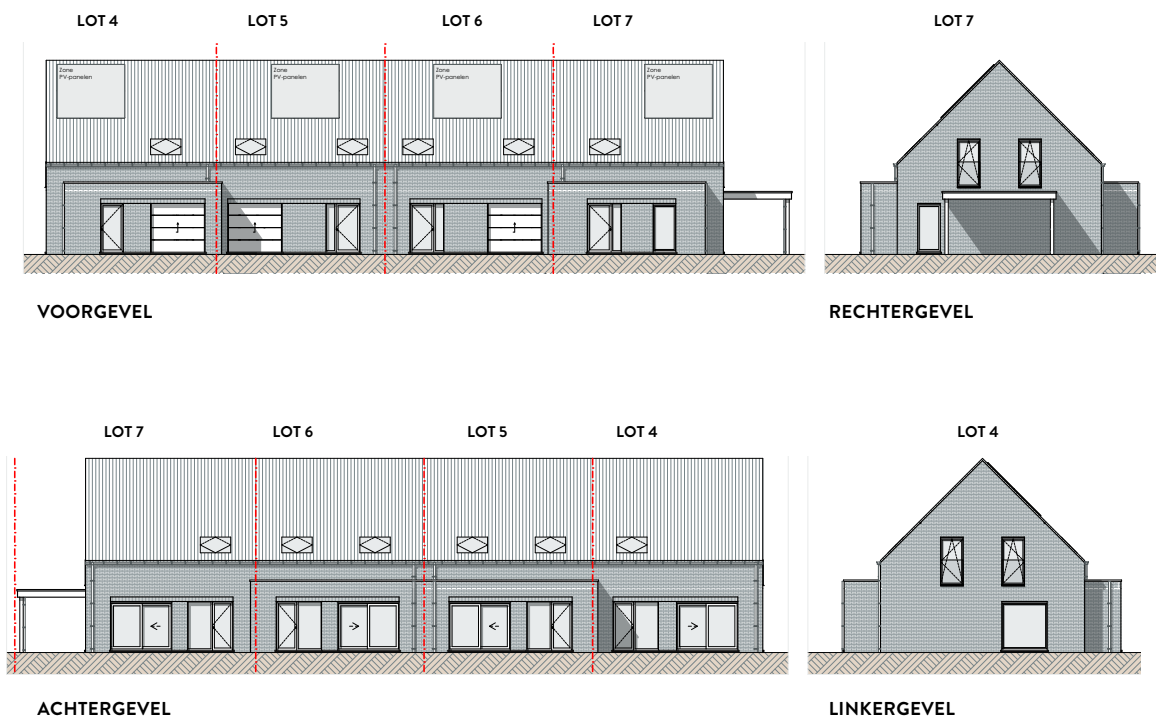 LOT 4 LOT 5 LOT 6 LOT 7 LOT 7
Zone Zone Zone Zone
PV-panelen PV-panelen PV-panelen PV-panelen
VOORGEVEL RECHTERGEVEL
LOT 7 LOT 6 LOT 5 LOT 4 LOT 4
ACHTERGEVEL LINKERGEVEL